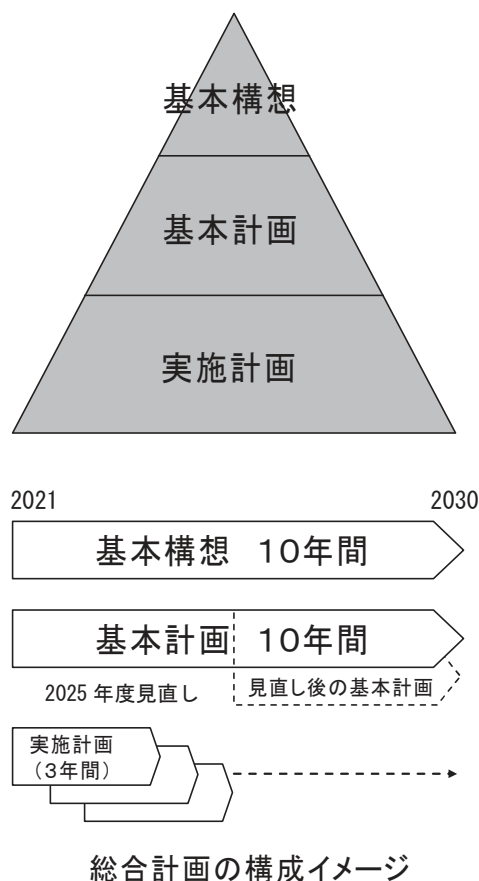 基本構想
基本計画
実施計画
2021 2030
基本構想 10年間
基本計画 10年間
2025 年度見直し 見直し後の基本計画
実施計画
(3年間)
総合計画の構成イメージ